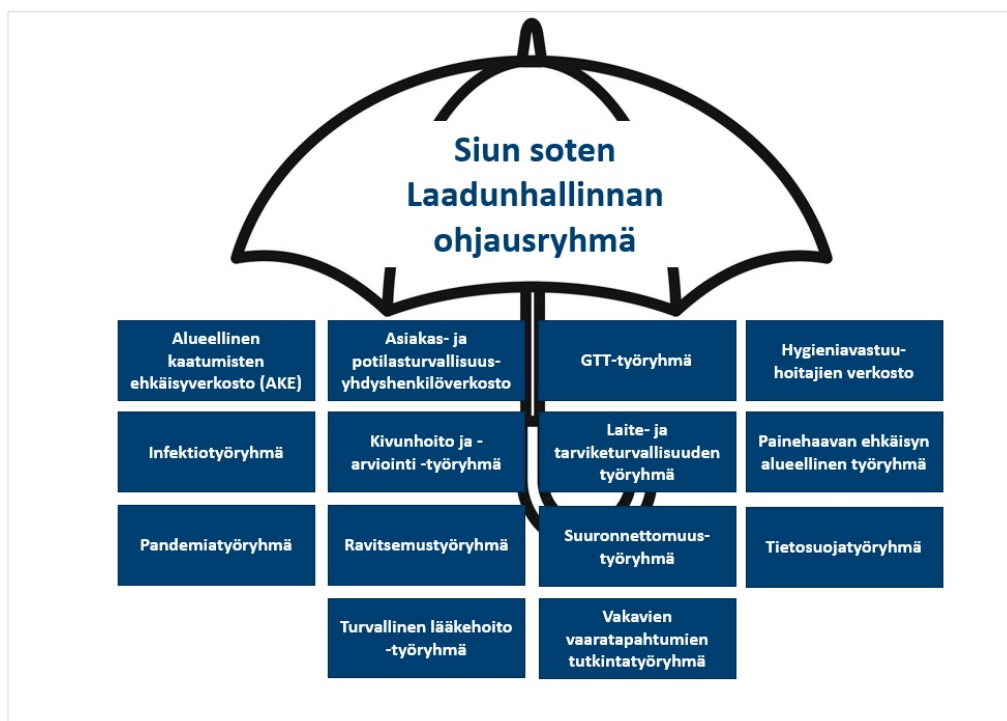 Siun soten
Laadunhallinnan
ohjausryhmä
Alueellinen
kaatumisten
ehkäisyverkosto (AKE)
Asiakas- ja
potilasturvallisuus-
yhdyshenkilöverkosto
GTT-työryhmä
Hygieniavastuu-
hoitajien verkosto
Infektiotyöryhmä
Kivunhoito ja -
arviointi -työryhmä
Laite- ja
tarviketurvallisuuden
työryhmä
Painehaavan ehkäisyn
alueellinen työryhmä
Pandemiatyöryhmä
Ravitsemustyöryhmä
Suuronnettomuus-
työryhmä
Tietosuojatyöryhmä
Turvallinen lääkehoito
-työryhmä
Vakavien
vaaratapahtumien
tutkintatyöryhmä